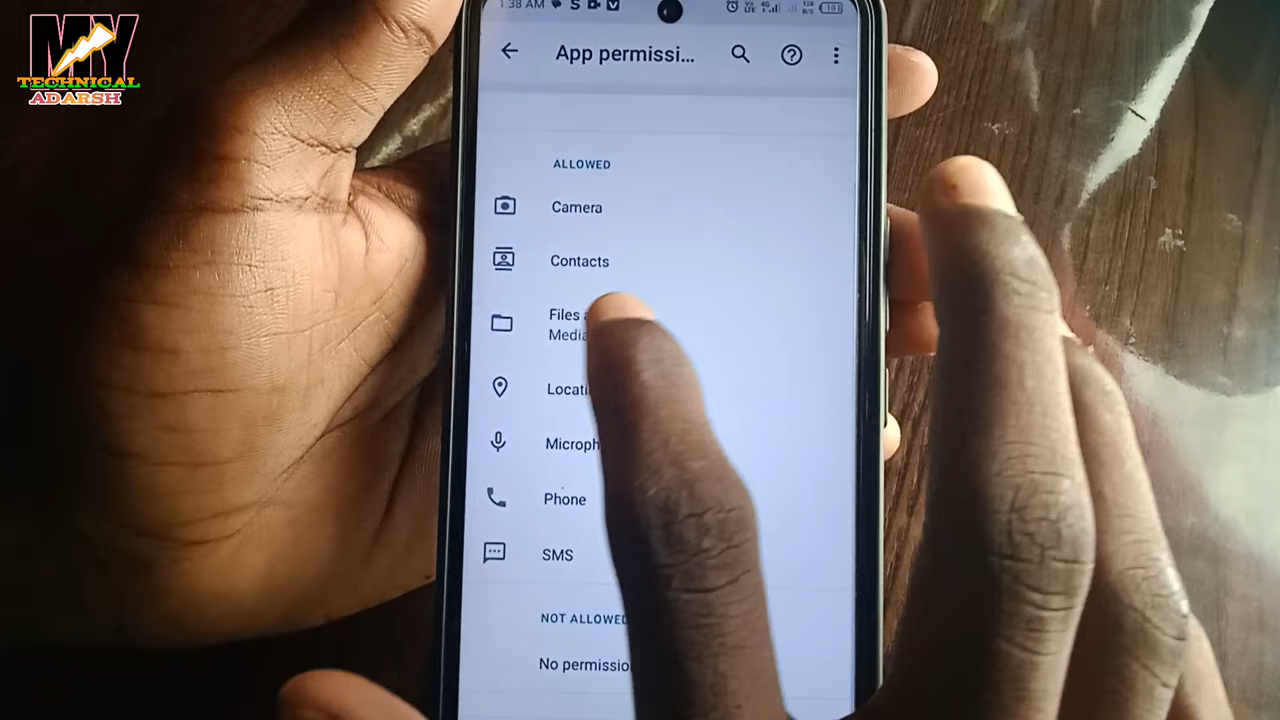 MY
TECHNICAL
ADARSH
1:38 AM
App permissi...
ALLOWED
Camera
Contacts
Files
Media
Locati
Microph
Phone
SMS
NOT ALLOWED
No permissio